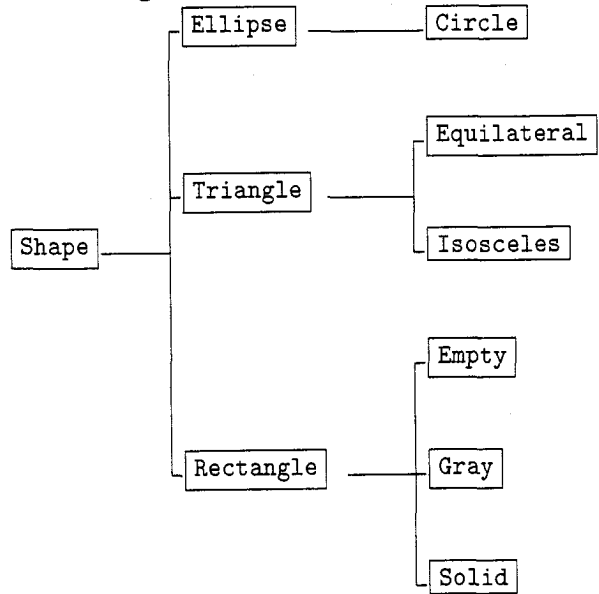 Ellipse
Circle
Equilateral
Triangle
Isosceles
Shape
Empty
Rectangle
Gray
Solid